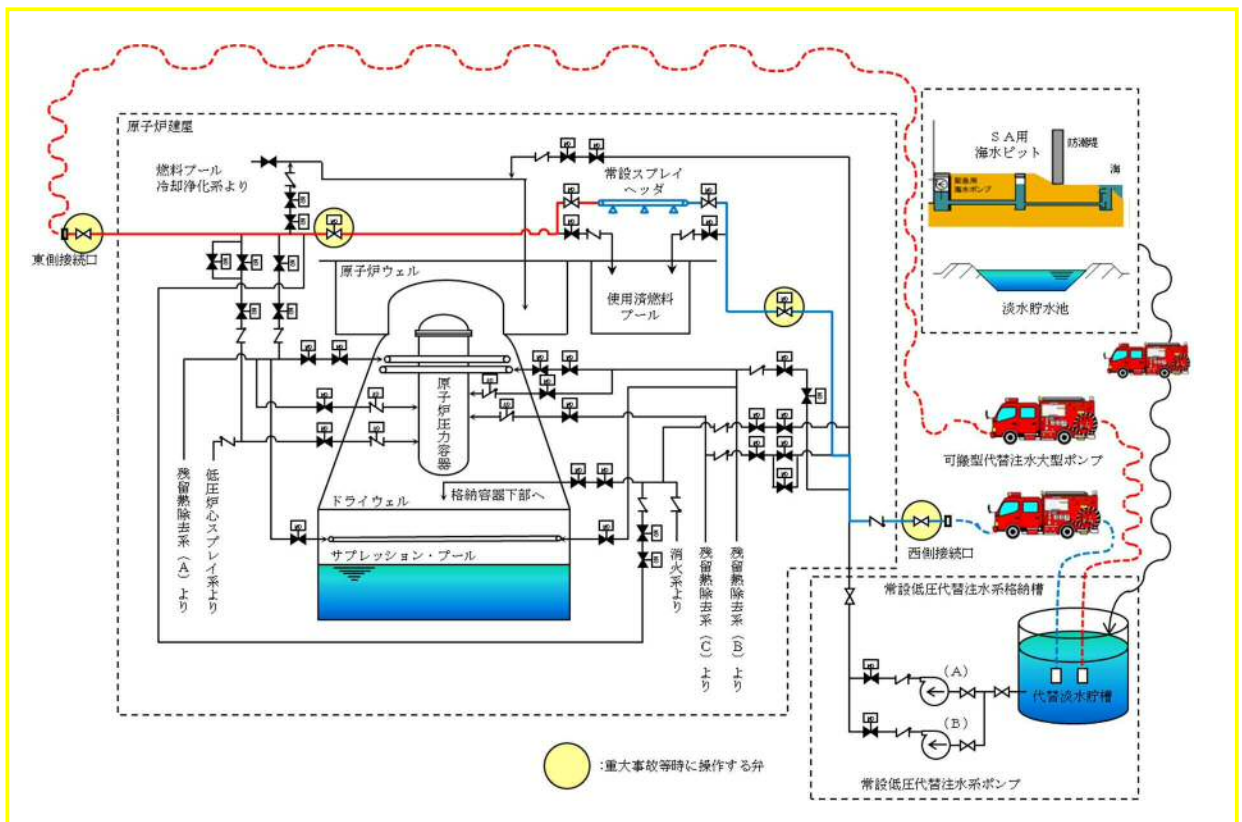 原子炉建屋
燃料プール
冷却浄化系より
常設スプレイ
ヘッダ
SA用
海水ピット
防潮堤
海
緊急用
海水ポンプ
東側接続口
原子炉ウェル
使用済燃料
プール
淡水貯水池
原子炉圧力容器
可搬型代替注水大型ポンプ
ドライウェル
格納容器下部へ
サプレッション・プール
西側接続口
残留熱除去系(A)より
低圧炉心スプレイ系より
消火系より
残留熱除去系(C)より
残留熱除去系(B)より
常設低圧代替注水系格納槽
(A)
代替淡水貯槽
(B)
:重大事故等時に操作する弁
常設低圧代替注水系ポンプ